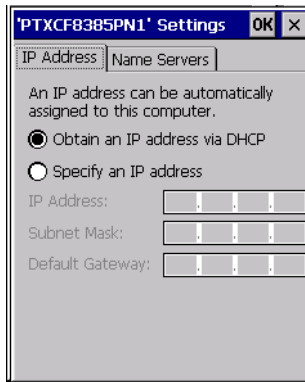 'PTXCF8385PN1' Settings OK ×
IP Address Name Servers
An IP address can be automatically
assigned to this computer.
Obtain an IP address via DHCP
Specify an IP address
IP Address:
Subnet Mask:
Default Gateway: